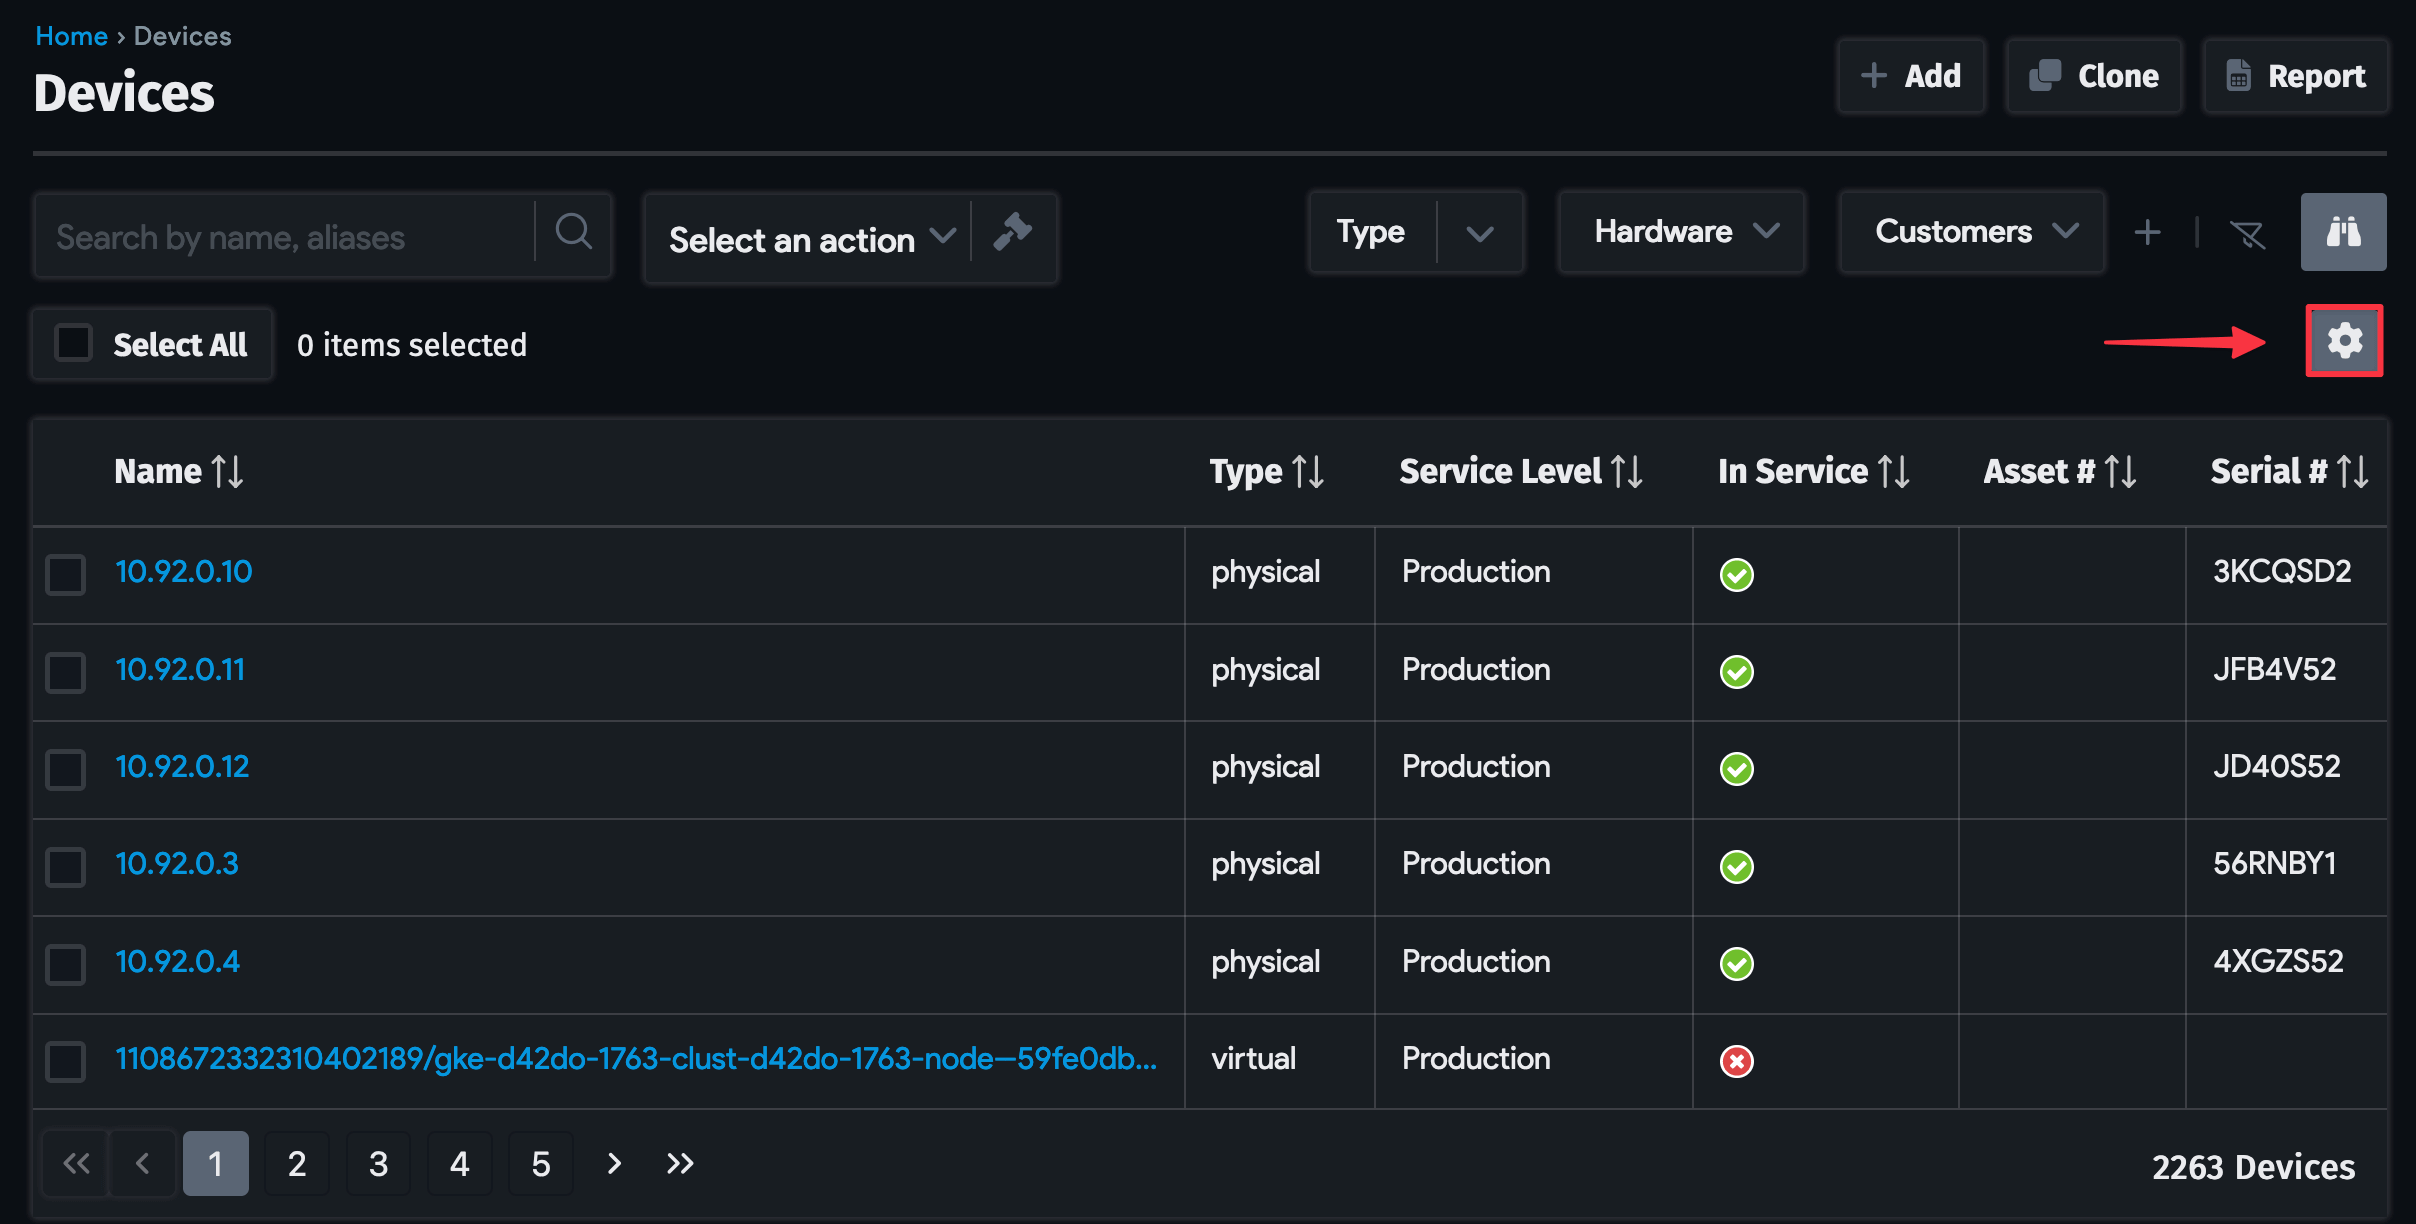 Home › Devices
Devices
Add
Clone
Report
Search by name, aliases
Select an action
Type
Hardware
Customers
Select All
0 items selected
Name Type Service Level In Service Asset # Serial #
10.92.0.10 physical Production 3KCQSD2
10.92.0.11 physical Production JFB4V52
10.92.0.12 physical Production JD40S52
10.92.0.3 physical Production 56RNBY1
10.92.0.4 physical Production 4XGZS52
1108672332310402189/gke-d42do-1763-clust-d42do-1763-node—59fe0db... virtual Production
« ‹ 1 2 3 4 5 › »
2263 Devices